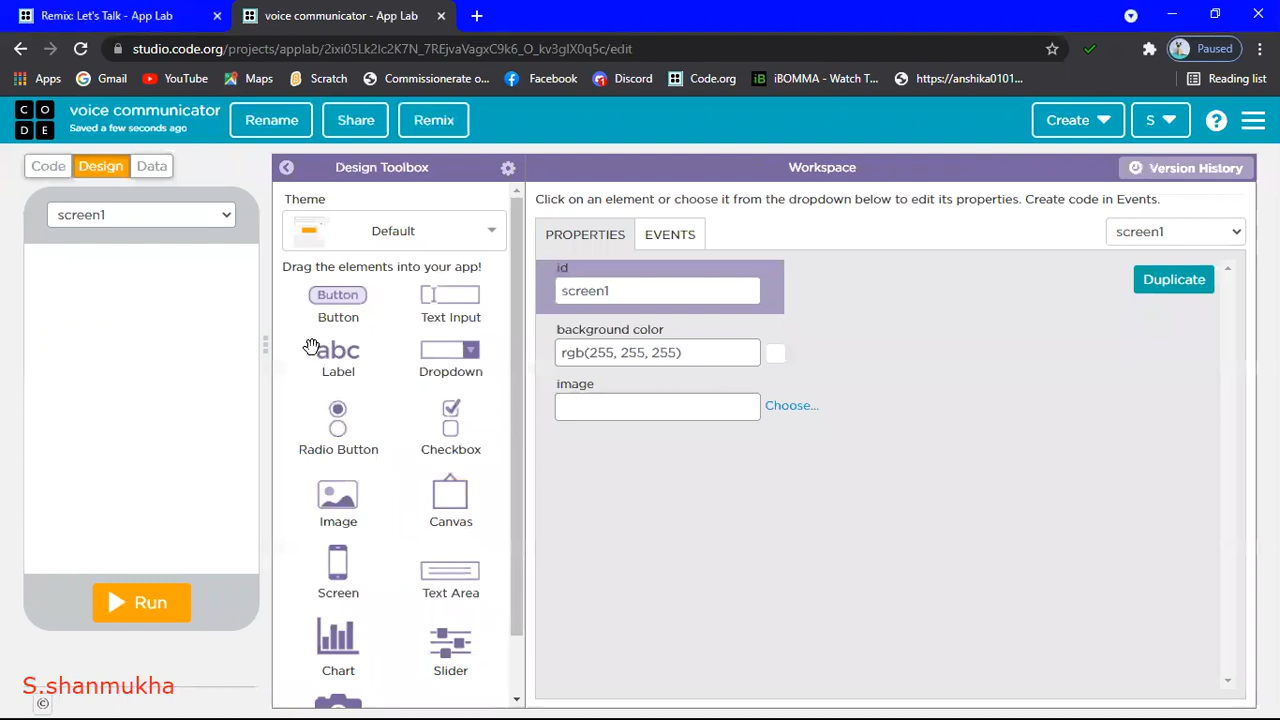 Remix: Let's Talk - App Lab
voice communicator - App Lab
studio.code.org/projects/applab/2ixi05Lk2lc2K7N_7REjvaVagxC9k6_O_kv3glX0q5c/edit
Paused
Apps
Gmail
YouTube
Maps
Scratch
Commissionerate o...
Facebook
Discord
Code.org
iB
iBOMMA - Watch T...
https://anshika0101...
Reading list
CO
DE
voice communicator
Saved a few seconds ago
Rename
Share
Remix
Create
S
?
Code
Design
Data
Design Toolbox
Workspace
Version History
screen1
Theme
Default
Drag the elements into your app!
Button
Button
Text Input
abc
Label
Dropdown
Radio Button
Checkbox
Image
Canvas
Screen
Text Area
Chart
Slider
Click on an element or choose it from the dropdown below to edit its properties. Create code in Events.
PROPERTIES
EVENTS
screen1
id
screen1
Duplicate
background color
rgb(255, 255, 255)
image
Choose...
Run
S.shanmukha
©